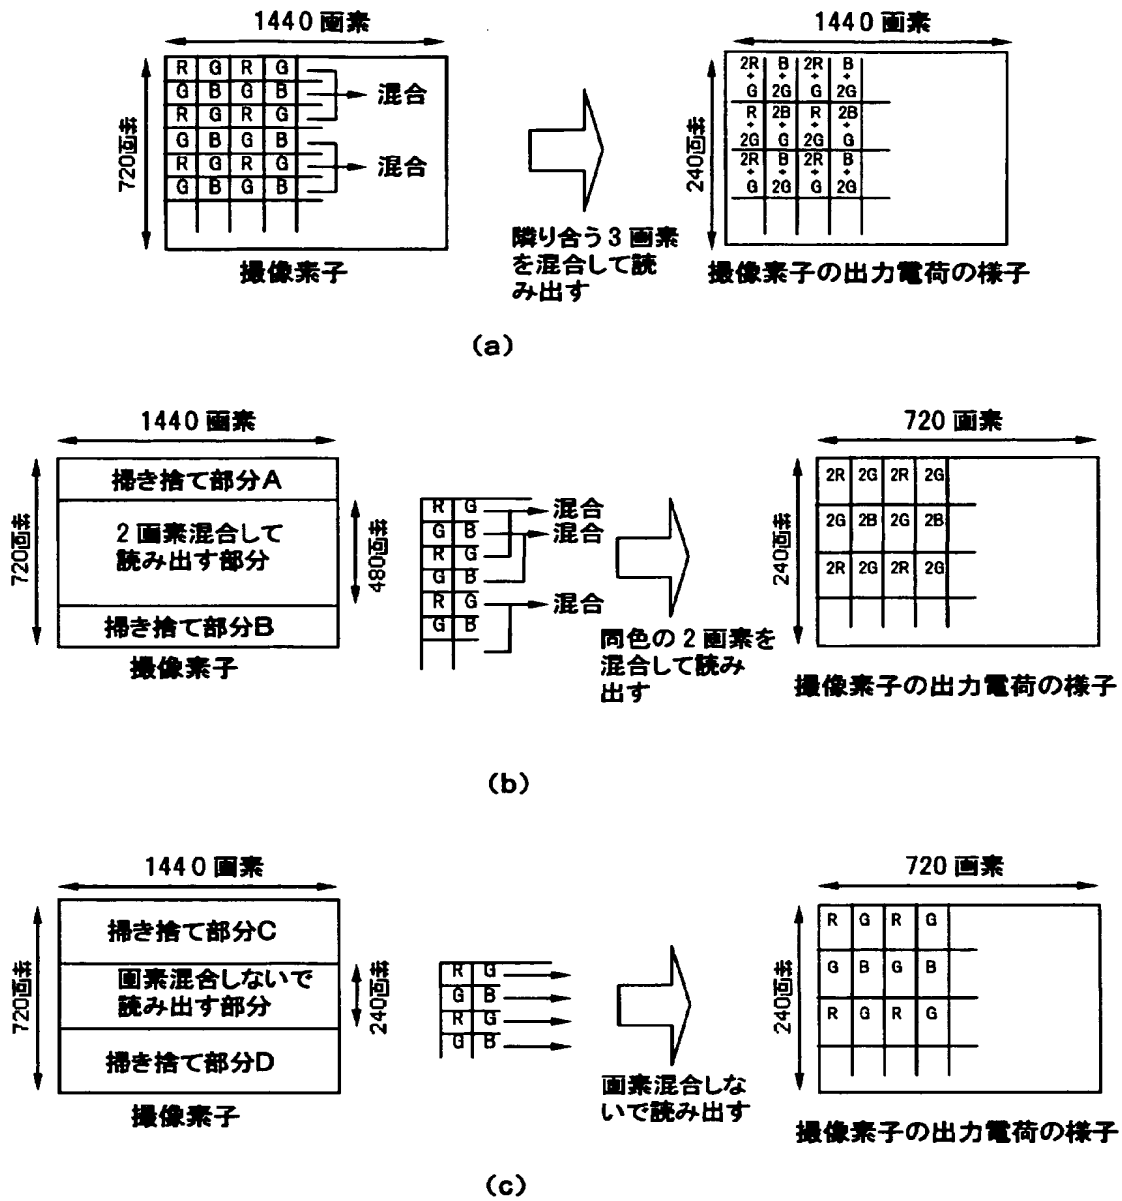 1440画素
1440画素
720画素
R G R G
G B G B
R G R G
G B G B
R G R G
G B G B
混合
混合
隣り合う3画素
を混合して読
み出す
240画素
2R+G B+2G 2R+G B+2G
R+2G 2B+G R+2G 2B+G
2R+G B+2G 2R+G B+2G
撮像素子
撮像素子の出力電荷の様子
(a)
1440画素
720画素
720画素
掃き捨て部分A
2画素混合して
読み出す部分
掃き捨て部分B
480画素
撮像素子
R G
G B
R G
G B
R G
G B
混合
混合
混合
同色の2画素を
混合して読み
出す
240画素
2R 2G 2R 2G
2G 2B 2G 2B
2R 2G 2R 2G
撮像素子の出力電荷の様子
(b)
1440画素
720画素
720画素
掃き捨て部分C
画素混合しないで
読み出す部分
掃き捨て部分D
240画素
撮像素子
R G
G B
R G
G B
画素混合しな
いで読み出す
240画素
R G R G
G B G B
R G R G
撮像素子の出力電荷の様子
(c)